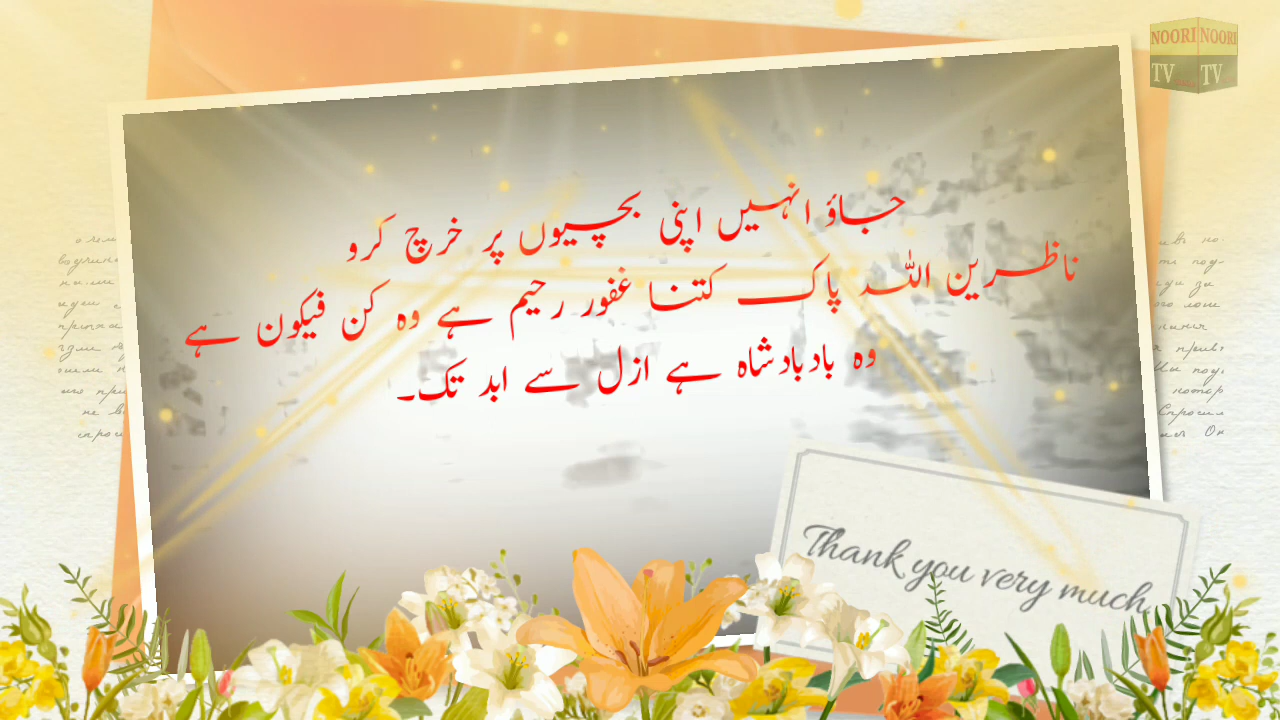 NOORI NOORI
TV TV
جاؤ انہیں اپنی بچیوں پر خرچ کرو
ناظرین اللہ پاک کتنا غفور رحیم ہے وہ کن فیکون ہے
وہ بادبادشاہ ہے ازل سے ابد تک۔
Thank you very much